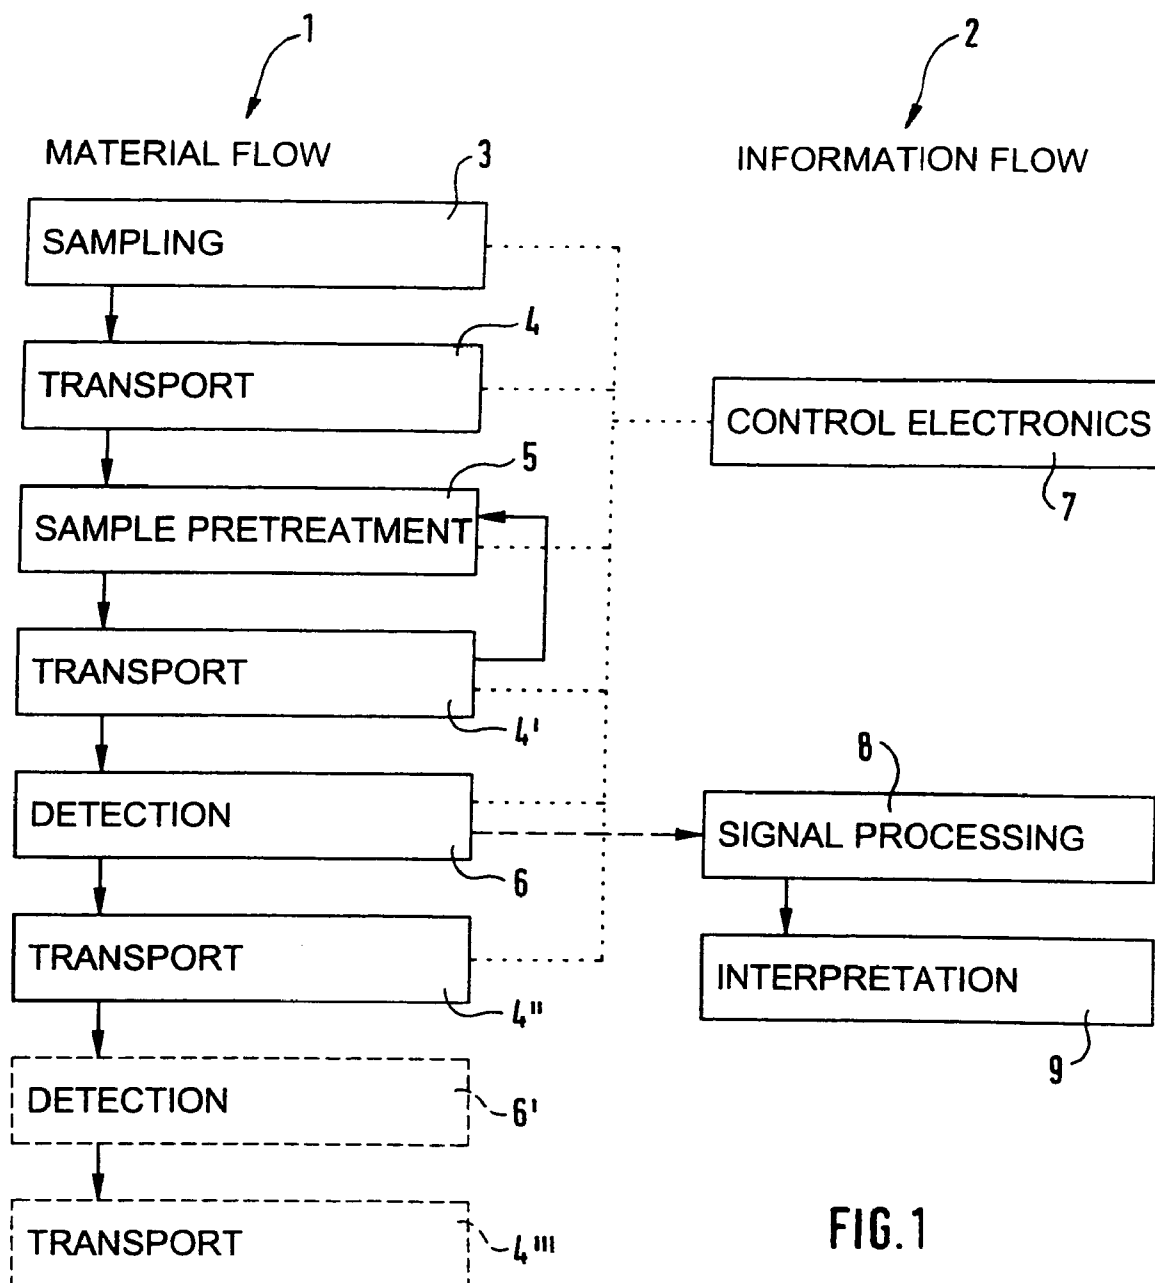 1
2
MATERIAL FLOW
INFORMATION FLOW
3
SAMPLING
4
TRANSPORT
CONTROL ELECTRONICS
7
5
SAMPLE PRETREATMENT
TRANSPORT
4'
8
DETECTION
SIGNAL PROCESSING
6
TRANSPORT
INTERPRETATION
4"
9
DETECTION
6'
TRANSPORT
4'''
FIG.1